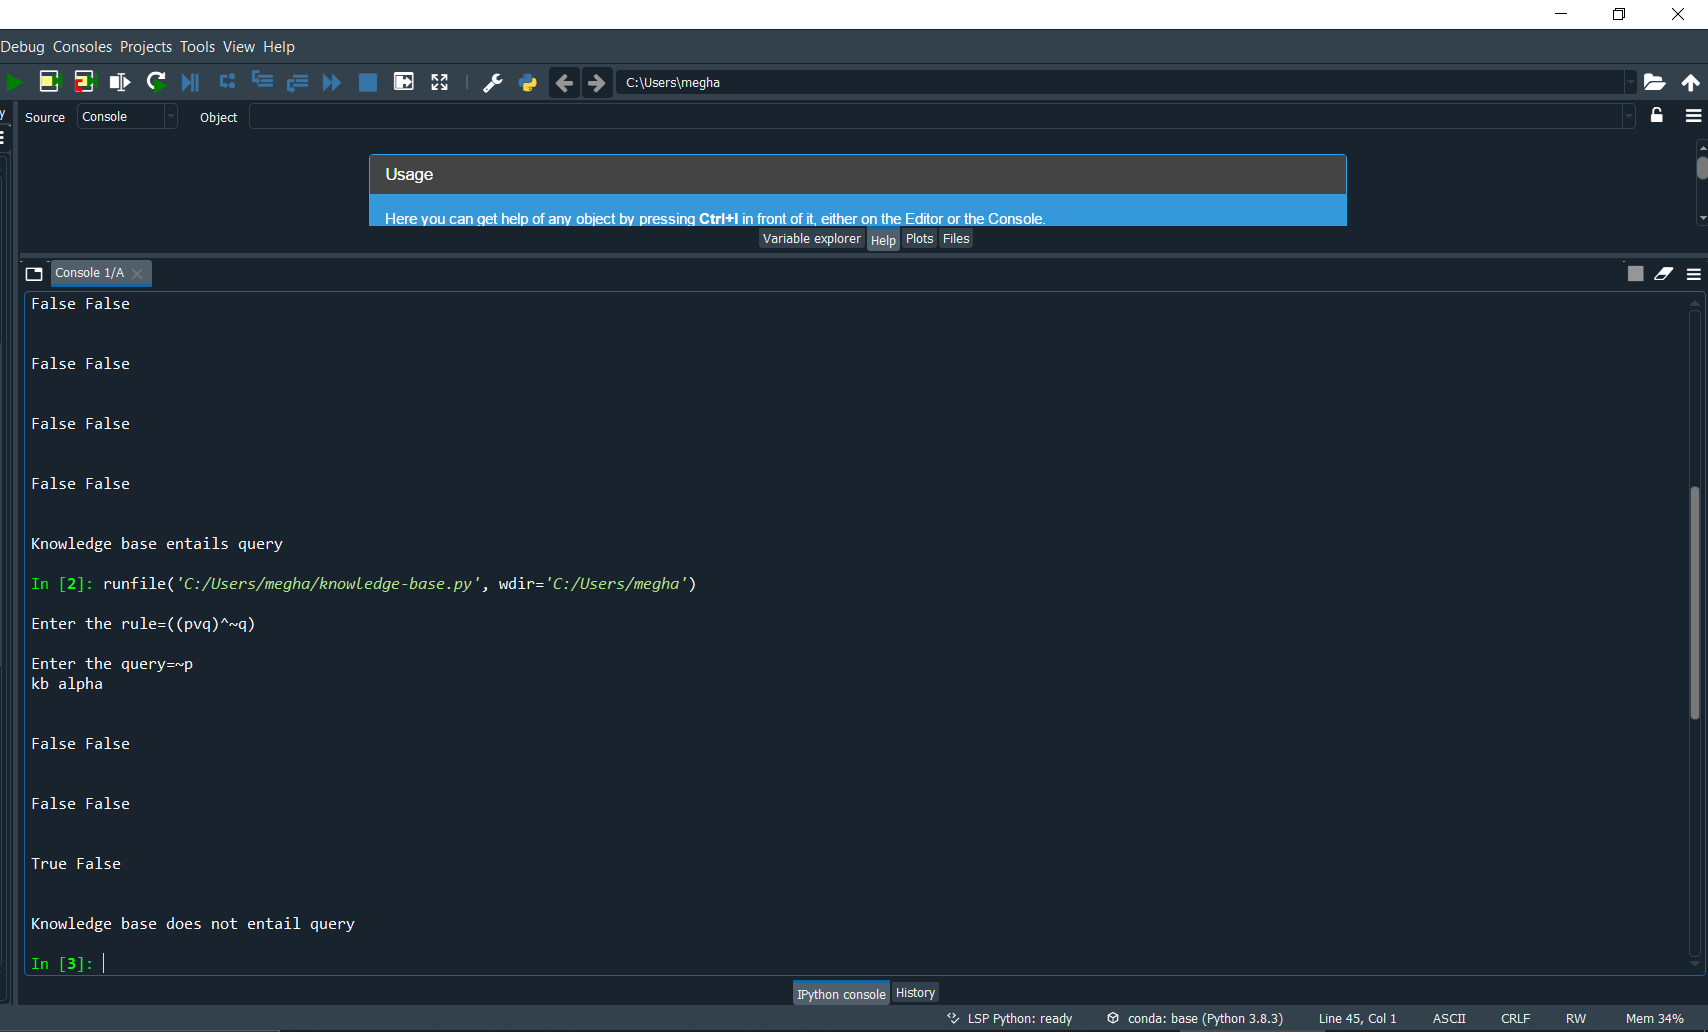 Debug Consoles Projects Tools View Help
C:\Users\megha
Source Console Object
Usage
Here you can get help of any object by pressing Ctrl+I in front of it, either on the Editor or the Console.
Variable explorer Help Plots Files
Console 1/A
False False
False False
False False
False False
Knowledge base entails query
In [2]: runfile('C:/Users/megha/knowledge-base.py', wdir='C:/Users/megha')
Enter the rule=((pvq)^~q)
Enter the query=~p
kb alpha
False False
False False
True False
Knowledge base does not entail query
In [3]:
IPython console History
LSP Python: ready conda: base (Python 3.8.3) Line 45, Col 1 ASCII CRLF RW Mem 34%